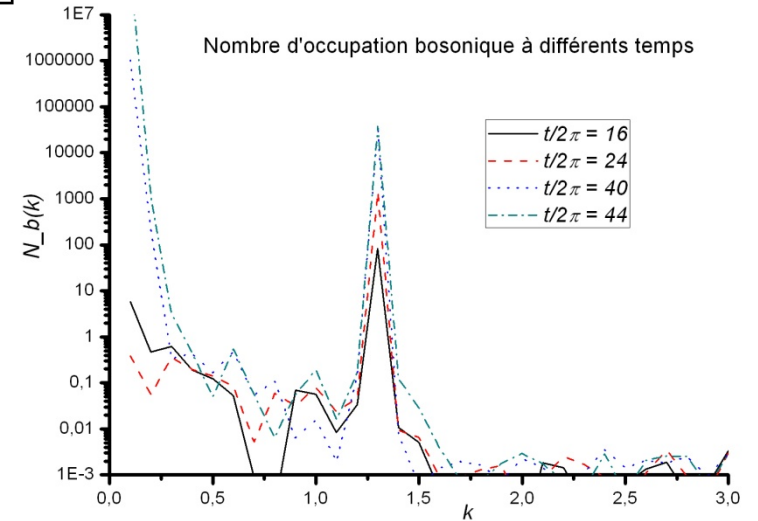 Nombre d'occupation bosonique à différents temps
1E7
1000000
100000
10000
1000
100
10
1
0,1
0,01
1E-3
N_b(k)
t/2π = 16
t/2π = 24
t/2π = 40
t/2π = 44
0,0 0,5 1,0 1,5 2,0 2,5 3,0
k